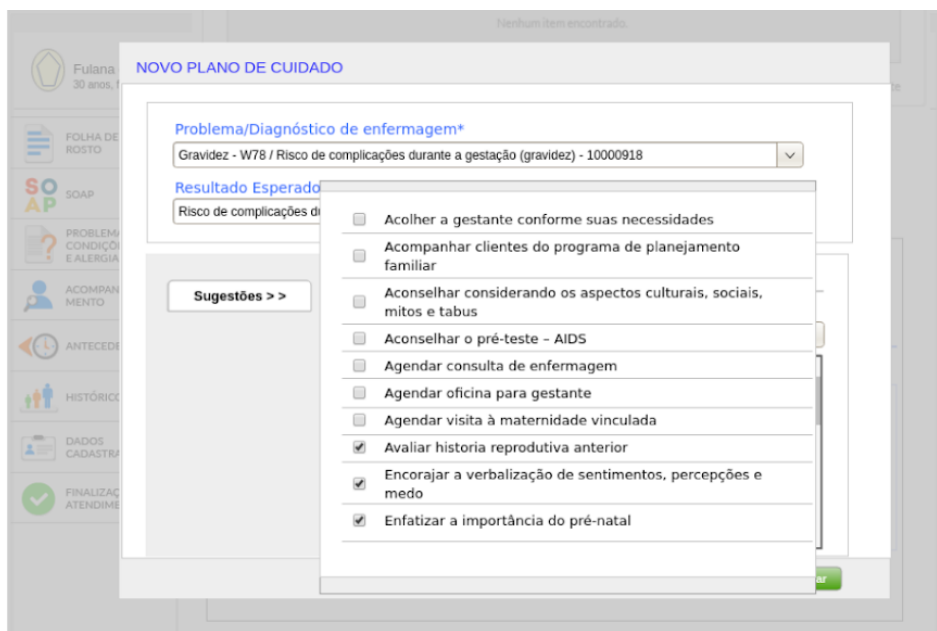 Nenhum item encontrado.
Fulana
30 anos, f
NOVO PLANO DE CUIDADO
Problema/Diagnóstico de enfermagem*
Gravidez - W78 / Risco de complicações durante a gestação (gravidez) - 10000918
Resultado Esperado
Risco de complicações du
FOLHA DE
ROSTO
SOAP
SOAP
PROBLEMA
CONDIÇÕ
E ALERGIA
ACOMPAN
MENTO
ANTECEDE
HISTÓRICO
DADOS
CADASTRA
FINALIZAÇ
ATENDIME
Sugestões > >
Acolher a gestante conforme suas necessidades
Acompanhar clientes do programa de planejamento
familiar
Aconselhar considerando os aspectos culturais, sociais,
mitos e tabus
Aconselhar o pré-teste – AIDS
Agendar consulta de enfermagem
Agendar oficina para gestante
Agendar visita à maternidade vinculada
Avaliar historia reprodutiva anterior
Encorajar a verbalização de sentimentos, percepções e
medo
Enfatizar a importância do pré-natal
ar